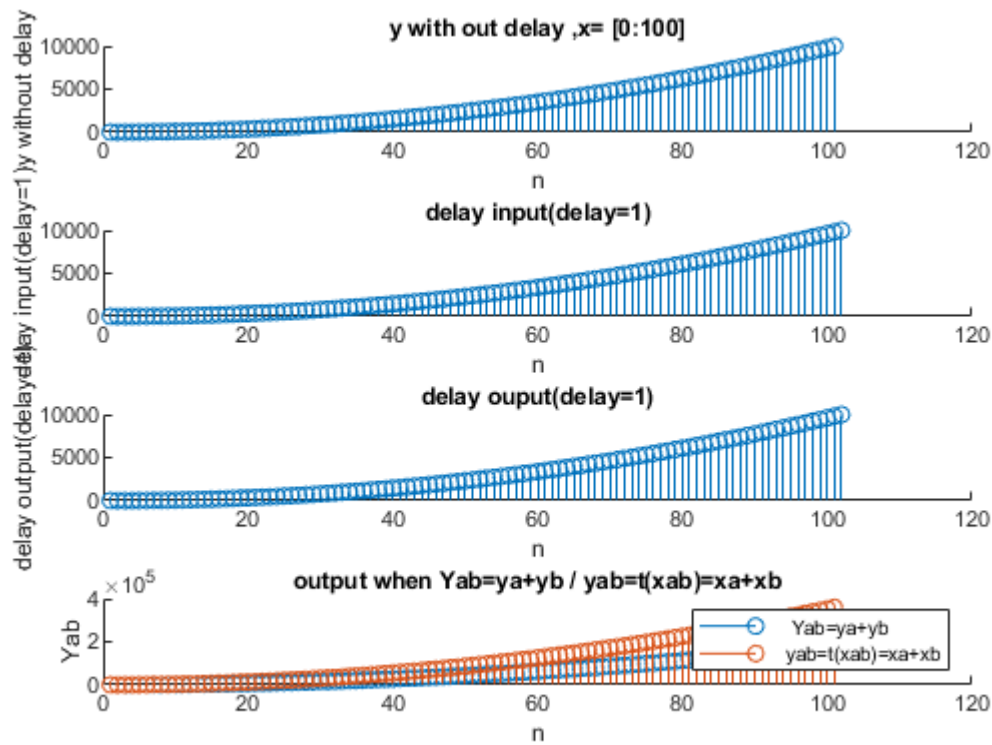 y with out delay ,x= [0:100]
y without delay
10000
5000
0
0 20 40 60 80 100 120
n
delay input(delay=1)
delay input(delay=1)
10000
5000
0
0 20 40 60 80 100 120
n
delay ouput(delay=1)
delay output(delay=1)
10000
5000
0
0 20 40 60 80 100 120
n
output when Yab=ya+yb / yab=t(xab)=xa+xb
×10^5
Yab
4
2
0
0 20 40 60 80 100 120
n
Yab=ya+yb
yab=t(xab)=xa+xb